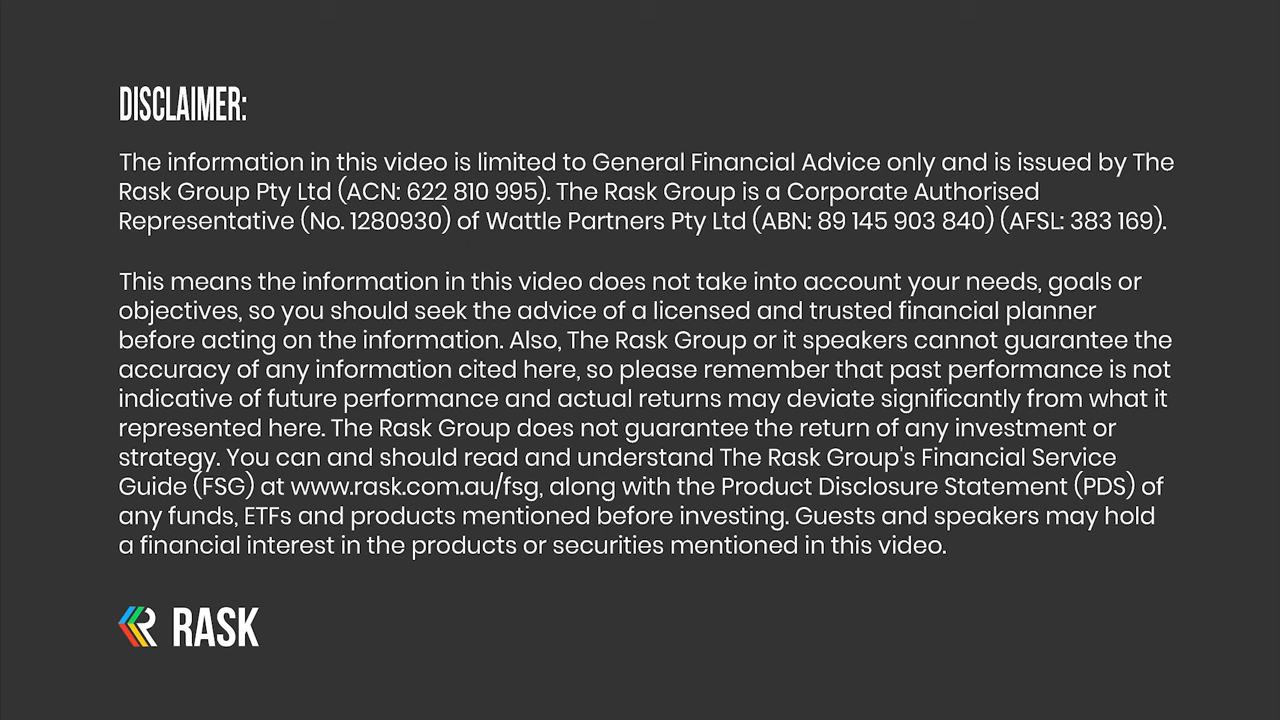 DISCLAIMER:
The information in this video is limited to General Financial Advice only and is issued by The
Rask Group Pty Ltd (ACN: 622 810 995). The Rask Group is a Corporate Authorised
Representative (No. 1280930) of Wattle Partners Pty Ltd (ABN: 89 145 903 840) (AFSL: 383 169).
This means the information in this video does not take into account your needs, goals or
objectives, so you should seek the advice of a licensed and trusted financial planner
before acting on the information. Also, The Rask Group or it speakers cannot guarantee the
accuracy of any information cited here, so please remember that past performance is not
indicative of future performance and actual returns may deviate significantly from what it
represented here. The Rask Group does not guarantee the return of any investment or
strategy. You can and should read and understand The Rask Group's Financial Service
Guide (FSG) at www.rask.com.au/fsg, along with the Product Disclosure Statement (PDS) of
any funds, ETFs and products mentioned before investing. Guests and speakers may hold
a financial interest in the products or securities mentioned in this video.
RASK